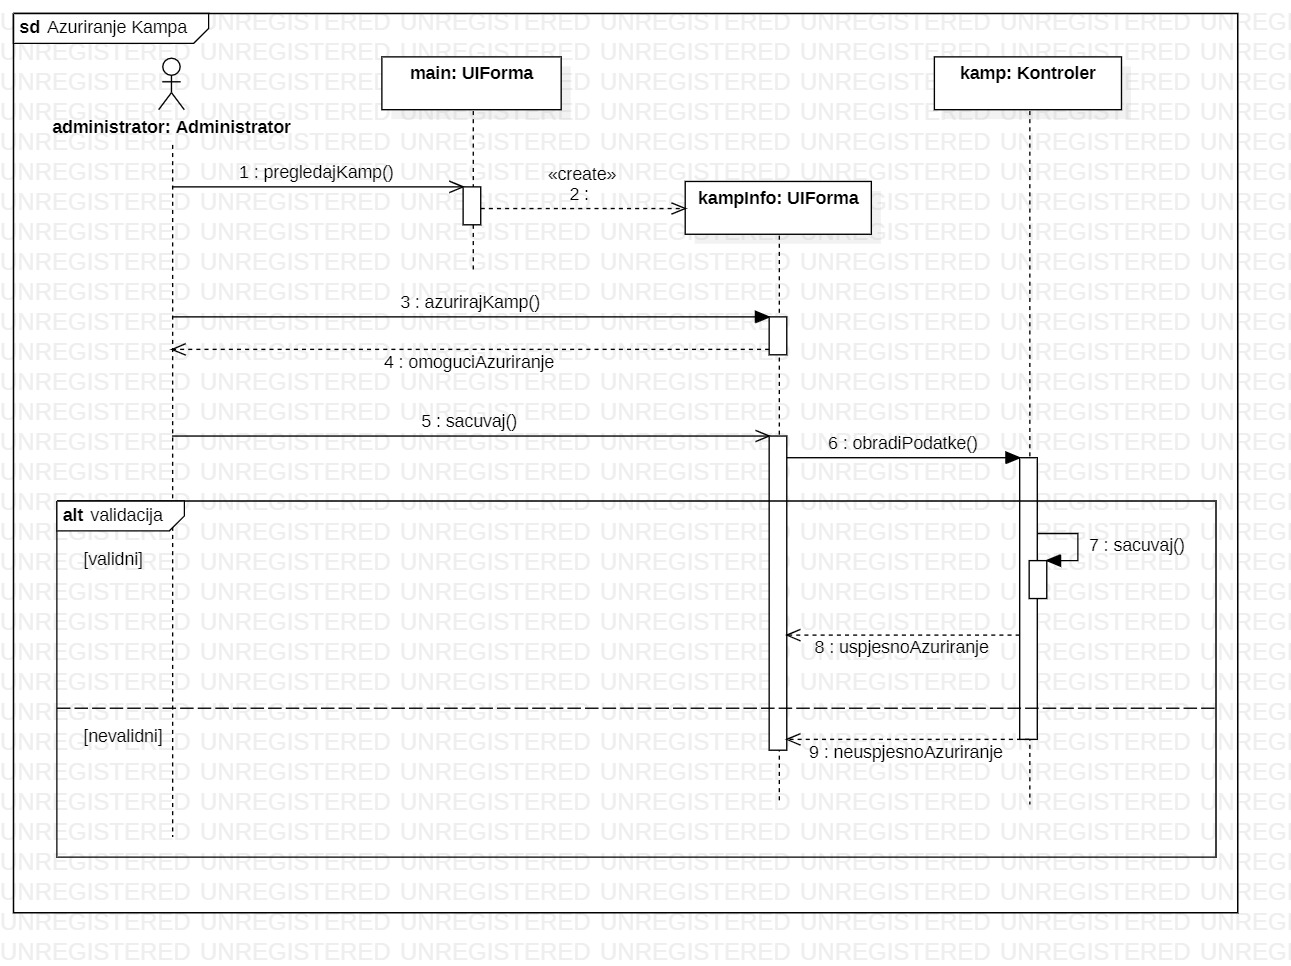 sd Azuriranje Kampa
main: UIForma
kamp: Kontroler
administrator: Administrator
1 : pregledajKamp()
«create»
2 :
kampInfo: UIForma
3 : azurirajKamp()
4 : omoguciAzuriranje
5 : sacuvaj()
6 : obradiPodatke()
alt validacija
7 : sacuvaj()
[validni]
8 : uspjesnoAzuriranje
[nevalidni]
9 : neuspjesnoAzuriranje
UNREGISTERED